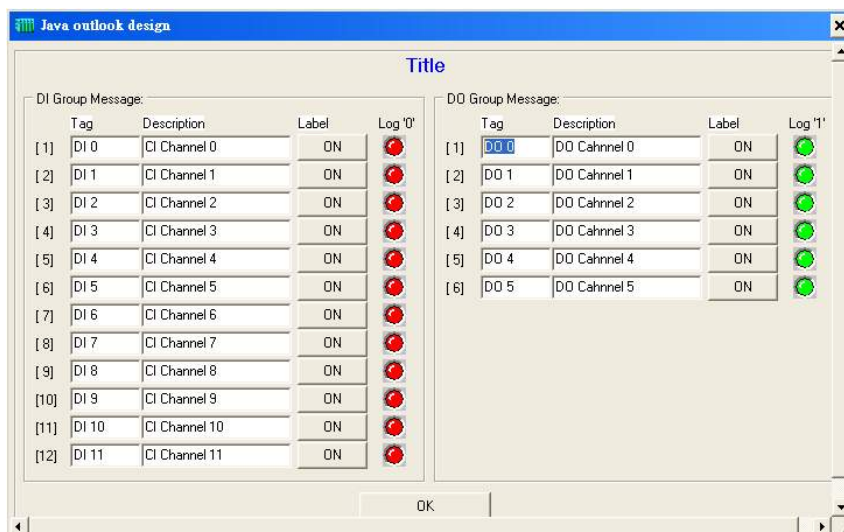 Java outlook design
Title
DI Group Message:
Tag Description Label Log '0'
[1] DI 0 CI Channel 0 ON
[2] DI 1 CI Channel 1 ON
[3] DI 2 CI Channel 2 ON
[4] DI 3 CI Channel 3 ON
[5] DI 4 CI Channel 4 ON
[6] DI 5 CI Channel 5 ON
[7] DI 6 CI Channel 6 ON
[8] DI 7 CI Channel 7 ON
[9] DI 8 CI Channel 8 ON
[10] DI 9 CI Channel 9 ON
[11] DI 10 CI Channel 10 ON
[12] DI 11 CI Channel 11 ON
DO Group Message:
Tag Description Label Log '1'
[1] DO 0 DO Cahnnel 0 ON
[2] DO 1 DO Cahnnel 1 ON
[3] DO 2 DO Cahnnel 2 ON
[4] DO 3 DO Cahnnel 3 ON
[5] DO 4 DO Cahnnel 4 ON
[6] DO 5 DO Cahnnel 5 ON
OK